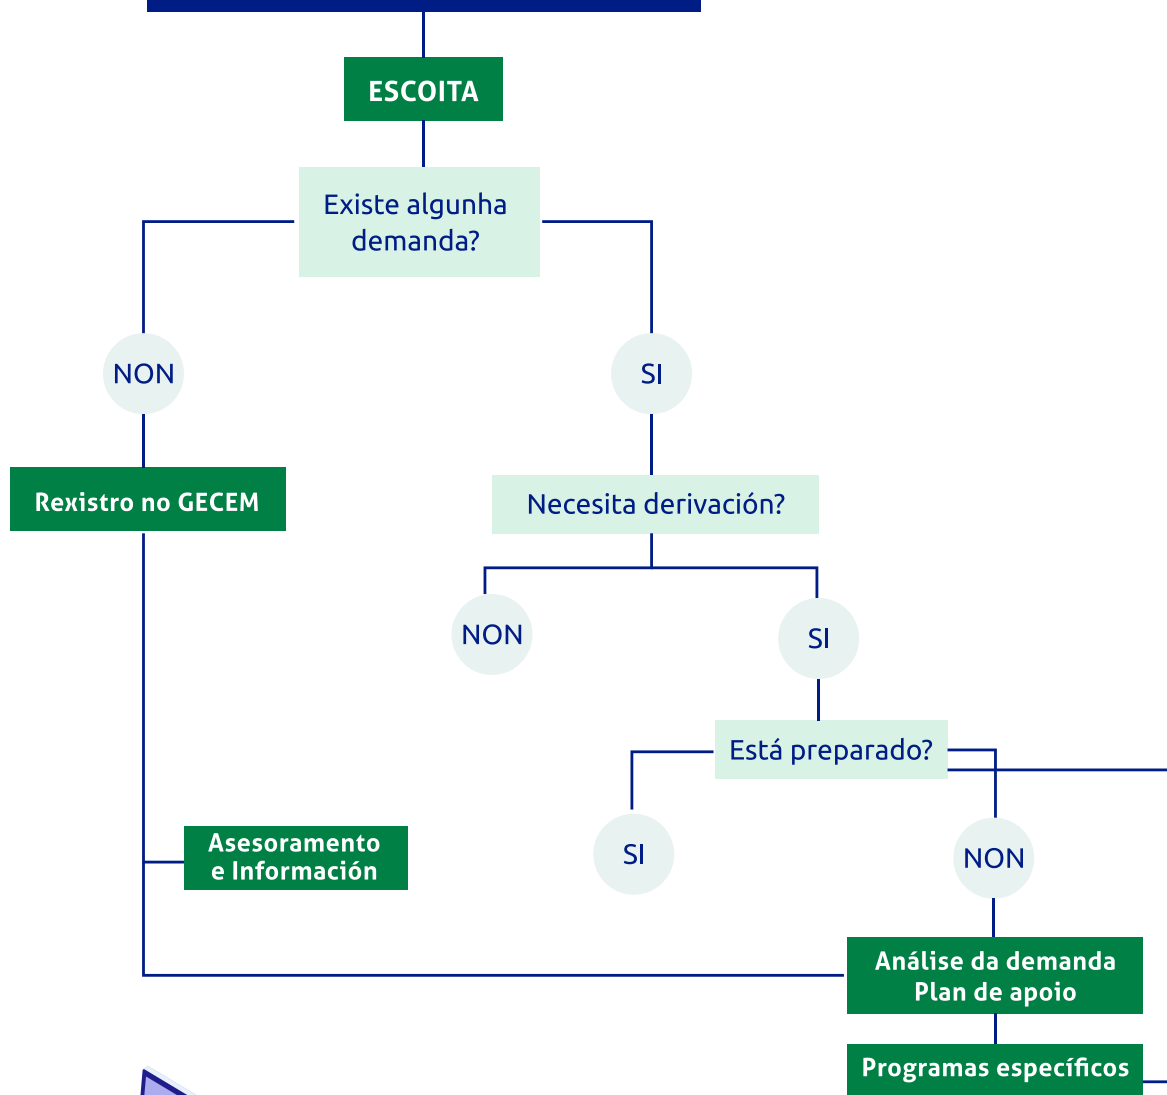 ESCOITA
Existe algunha
demanda?
NON
SI
Rexistro no GECEM
Necesita derivación?
NON
SI
Está preparado?
SI
NON
Asesoramento
e Información
Análise da demanda
Plan de apoio
Programas específicos